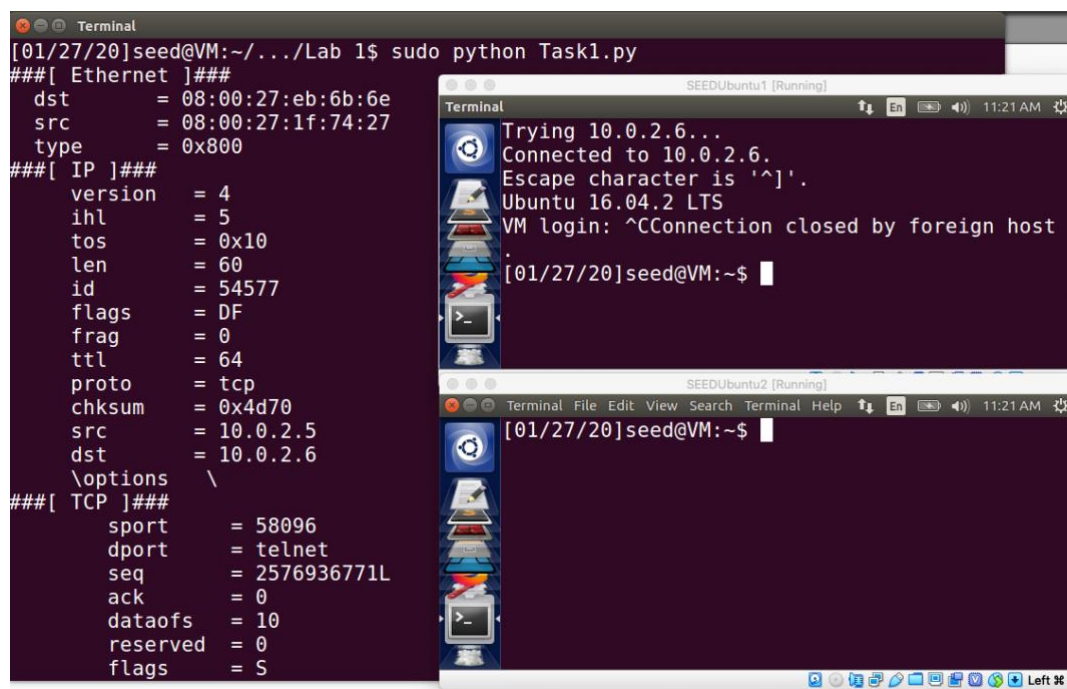 Terminal
[01/27/20]seed@VM:~/.../Lab 1$ sudo python Task1.py
###[ Ethernet ]###
dst = 08:00:27:eb:6b:6e
src = 08:00:27:1f:74:27
type = 0x800
###[ IP ]###
version = 4
ihl = 5
tos = 0x10
len = 60
id = 54577
flags = DF
frag = 0
ttl = 64
proto = tcp
chksum = 0x4d70
src = 10.0.2.5
dst = 10.0.2.6
\options \
###[ TCP ]###
sport = 58096
dport = telnet
seq = 2576936771L
ack = 0
dataofs = 10
reserved = 0
flags = S
SEEDUbuntu1 [Running]
Terminal En 11:21 AM
Trying 10.0.2.6...
Connected to 10.0.2.6.
Escape character is '^]'.
Ubuntu 16.04.2 LTS
VM login: ^CConnection closed by foreign host
.
[01/27/20]seed@VM:~$
SEEDUbuntu2 [Running]
Terminal File Edit View Search Terminal Help En 11:21 AM
[01/27/20]seed@VM:~$
Left ⌘